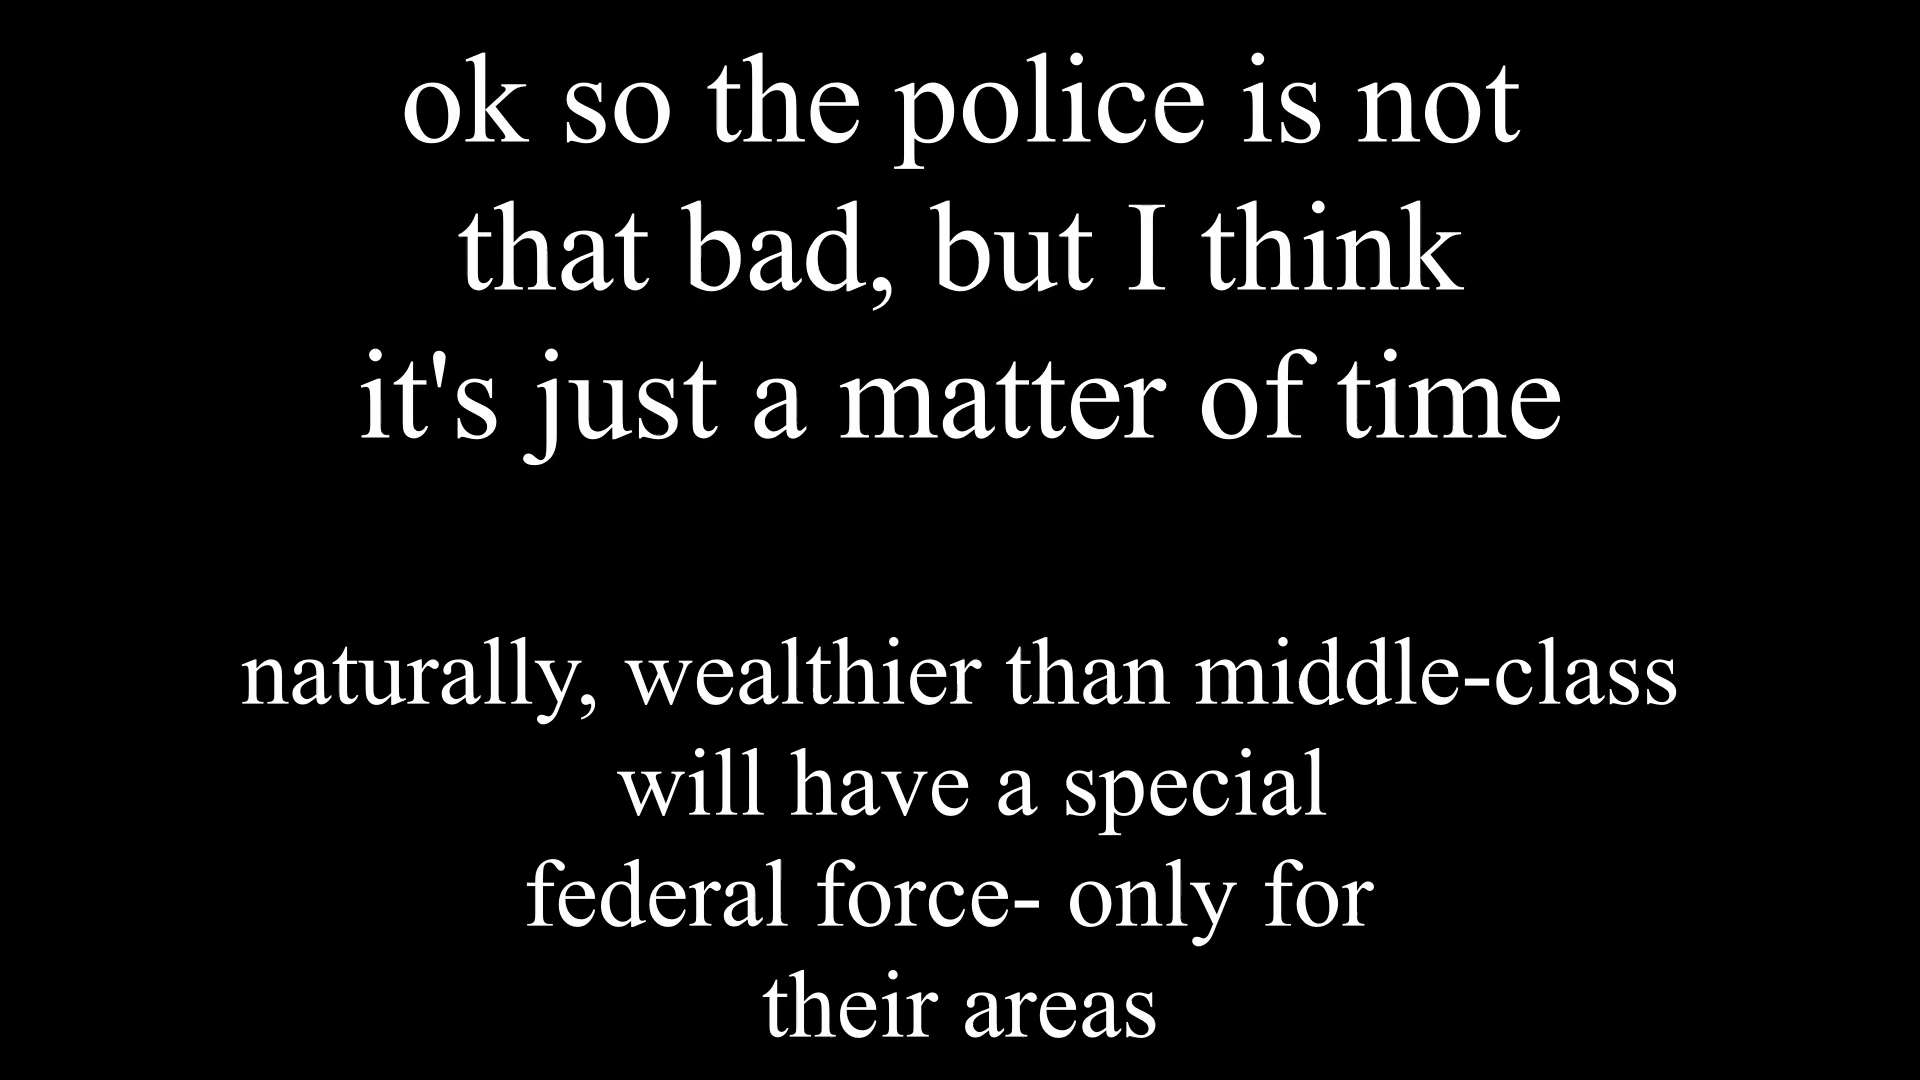 ok so the police is not
that bad, but I think
it's just a matter of time
naturally, wealthier than middle-class
will have a special
federal force- only for
their areas